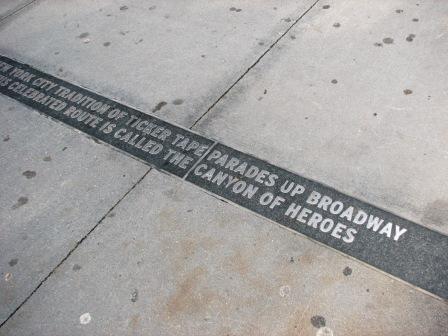 YORK CITY TRADITION OF TICKER TAPE PARADES UP BROADWAY
CELEBRATED ROUTE IS CALLED THE CANYON OF HEROES